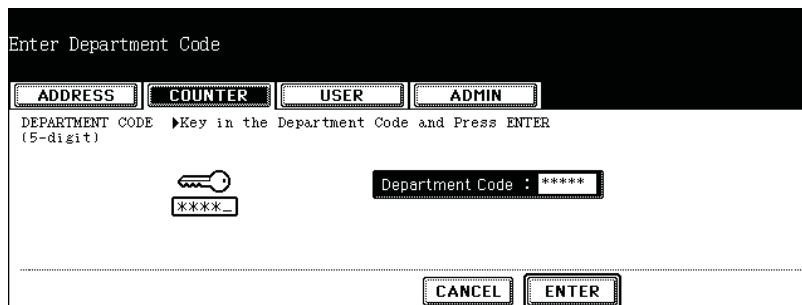 Enter Department Code
ADDRESS COUNTER USER ADMIN
DEPARTMENT CODE ▶Key in the Department Code and Press ENTER
(5-digit)
Department Code : *****
****_
CANCEL ENTER